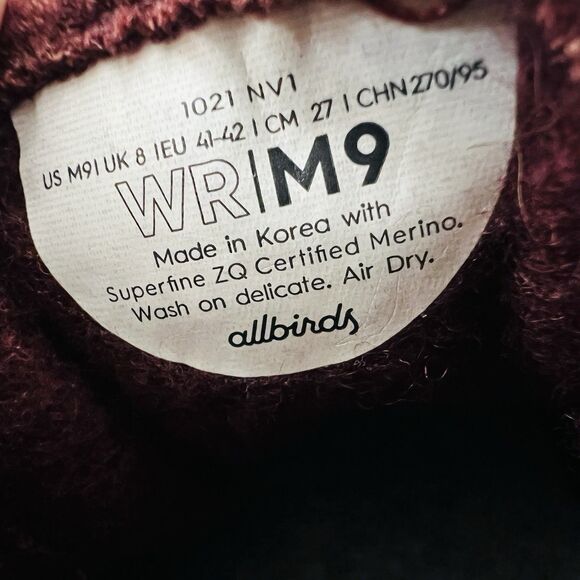 1021 NV1
US M9 | UK 8 | EU 41-42 | CM 27 | CHN 270/95
WR|M9
Made in Korea with
Superfine ZQ Certified Merino.
Wash on delicate. Air Dry.
allbirds